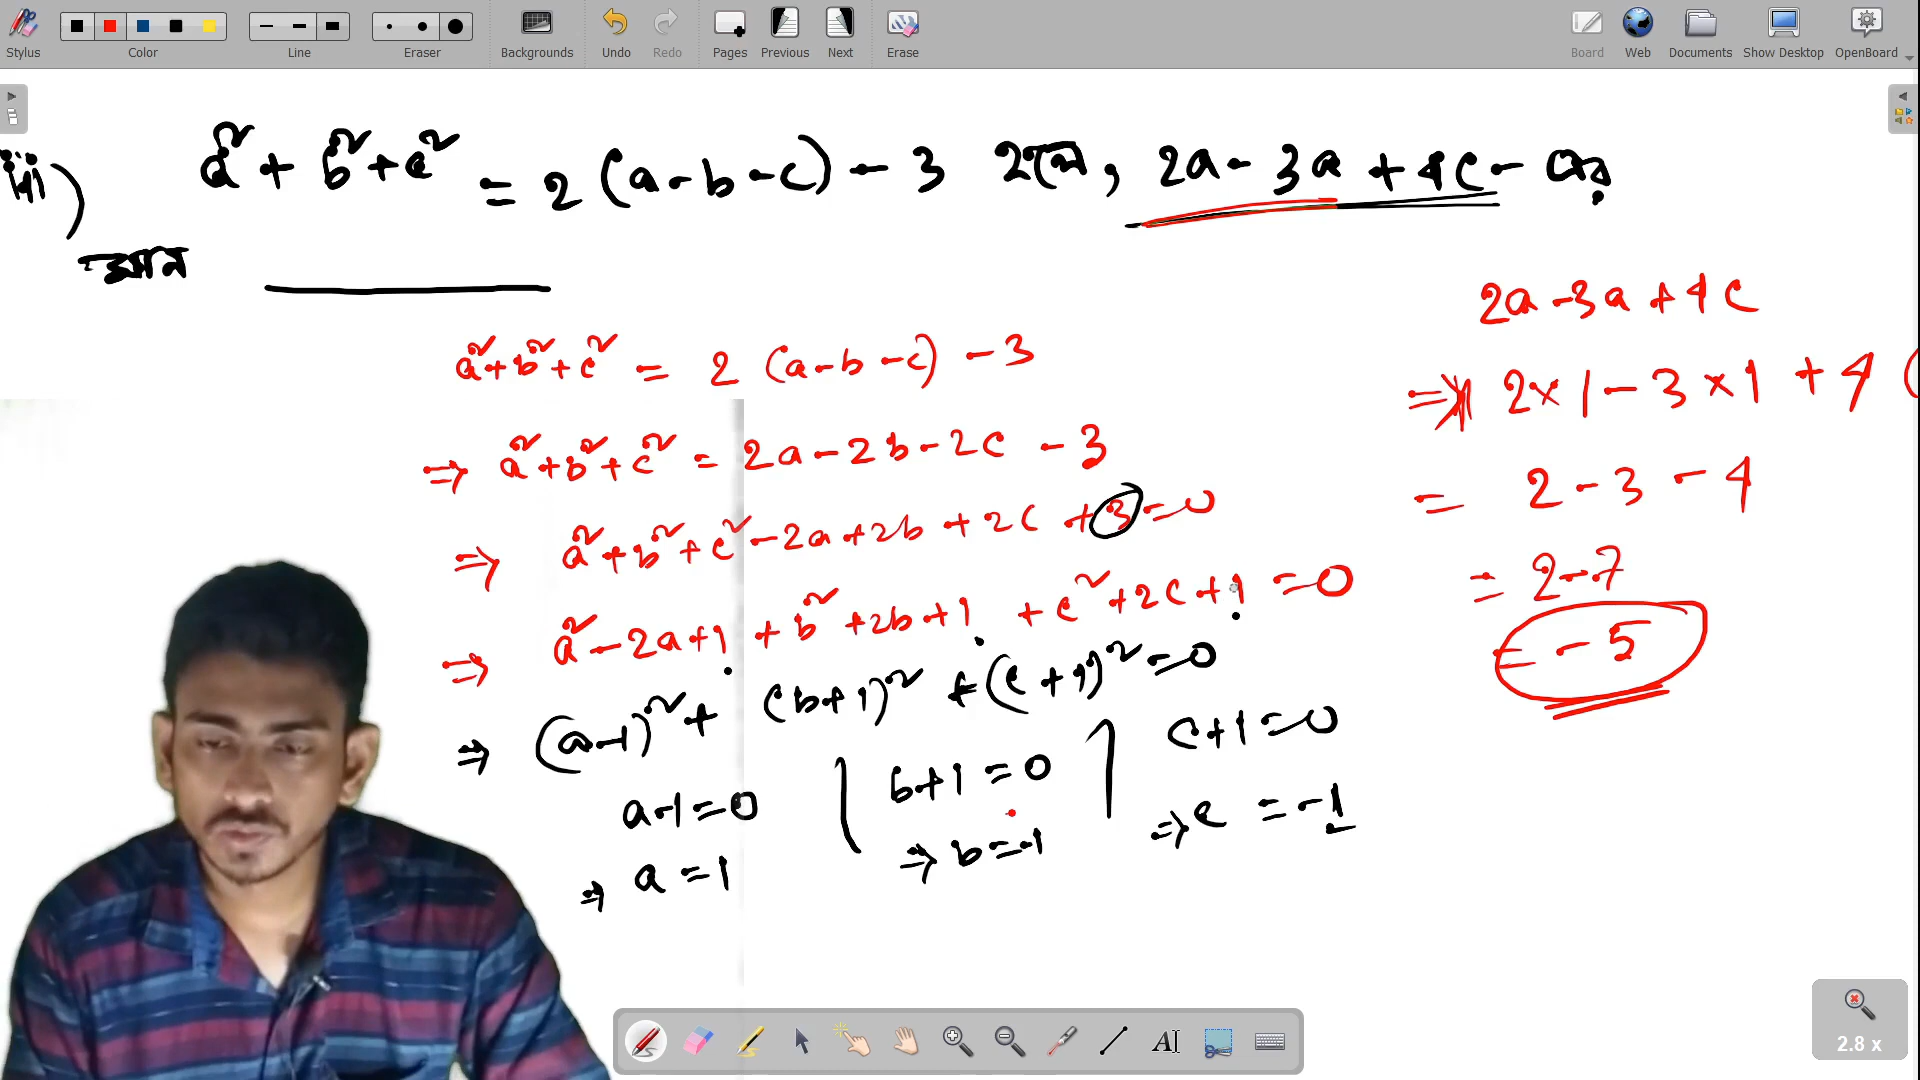 Stylus Color Line Eraser Backgrounds Undo Redo Pages Previous Next Erase Board Web Documents Show Desktop OpenBoard
iii) a² + b² + c² = 2 (a - b - c) - 3 হলে, 2a - 3a + 4c - এর
মান
a² + b² + c² = 2 (a - b - c) - 3
⇒ a² + b² + c² = 2a - 2b - 2c - 3
⇒ a² + b² + c² - 2a + 2b + 2c + 3 = 0
⇒ a² - 2a + 1 + b² + 2b + 1 + c² + 2c + 1 = 0
⇒ (a - 1)² + (b + 1)² + (c + 1)² = 0
a - 1 = 0 b + 1 = 0 c + 1 = 0
⇒ a = 1 ⇒ b = -1 ⇒ c = -1
2a - 3a + 4c
⇒ 2 × 1 - 3 × 1 + 4 (
= 2 - 3 - 4
= 2 - 7
= - 5
2.8 x